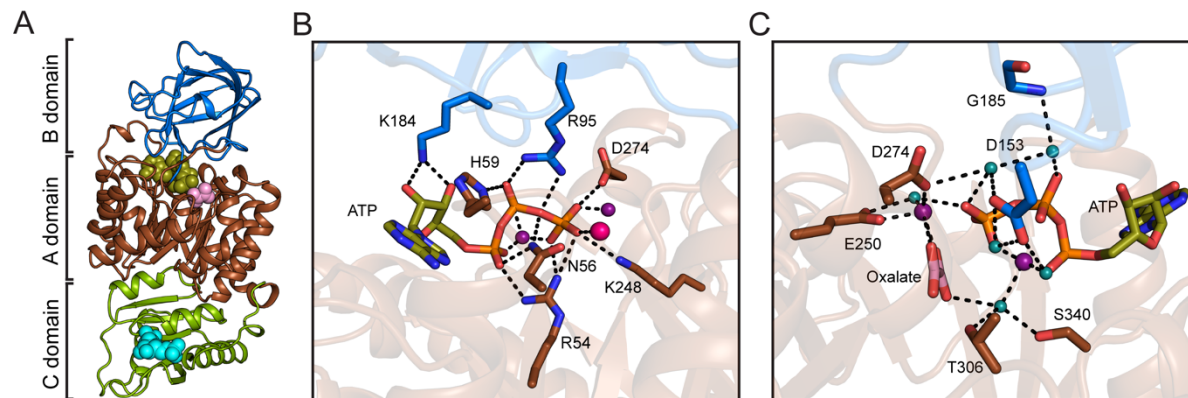 A
B domain
A domain
C domain
B
K184
R95
H59
D274
ATP
N56
K248
R54
C
G185
D274
D153
ATP
E250
Oxalate
S340
T306